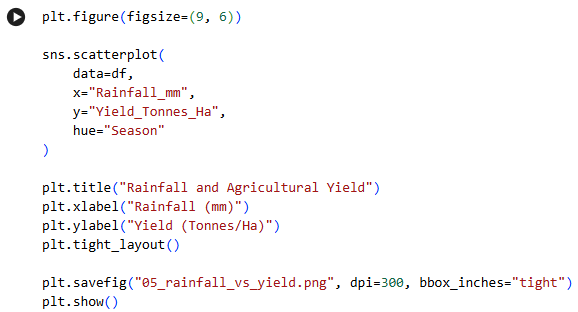 plt.figure(figsize=(9, 6))
sns.scatterplot(
    data=df,
    x="Rainfall_mm",
    y="Yield_Tonnes_Ha",
    hue="Season"
)
plt.title("Rainfall and Agricultural Yield")
plt.xlabel("Rainfall (mm)")
plt.ylabel("Yield (Tonnes/Ha)")
plt.tight_layout()
plt.savefig("05_rainfall_vs_yield.png", dpi=300, bbox_inches="tight")
plt.show()